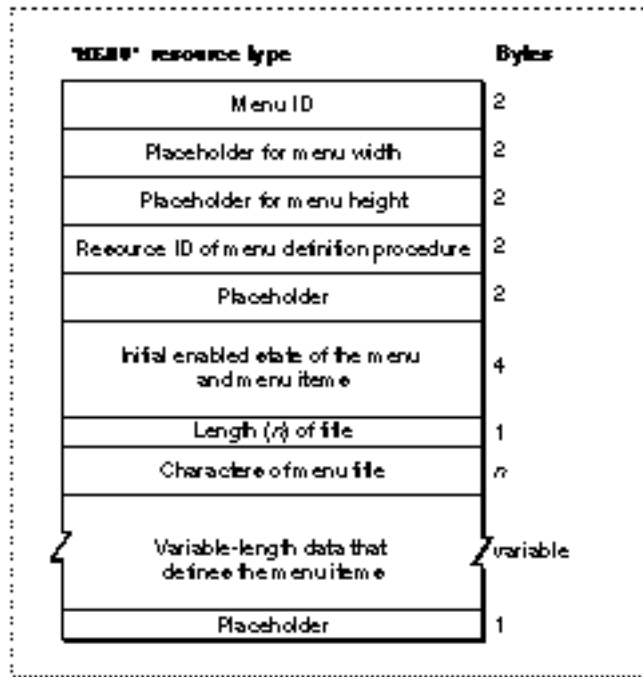 'MENU' resource type Bytes
Menu ID 2
Placeholder for menu width 2
Placeholder for menu height 2
Resource ID of menu definition procedure 2
Placeholder 2
Initial enabled state of the menu
and menu items 4
Length (n) of title 1
Characters of menu title n
Variable-length data that
defines the menu items variable
Placeholder 1